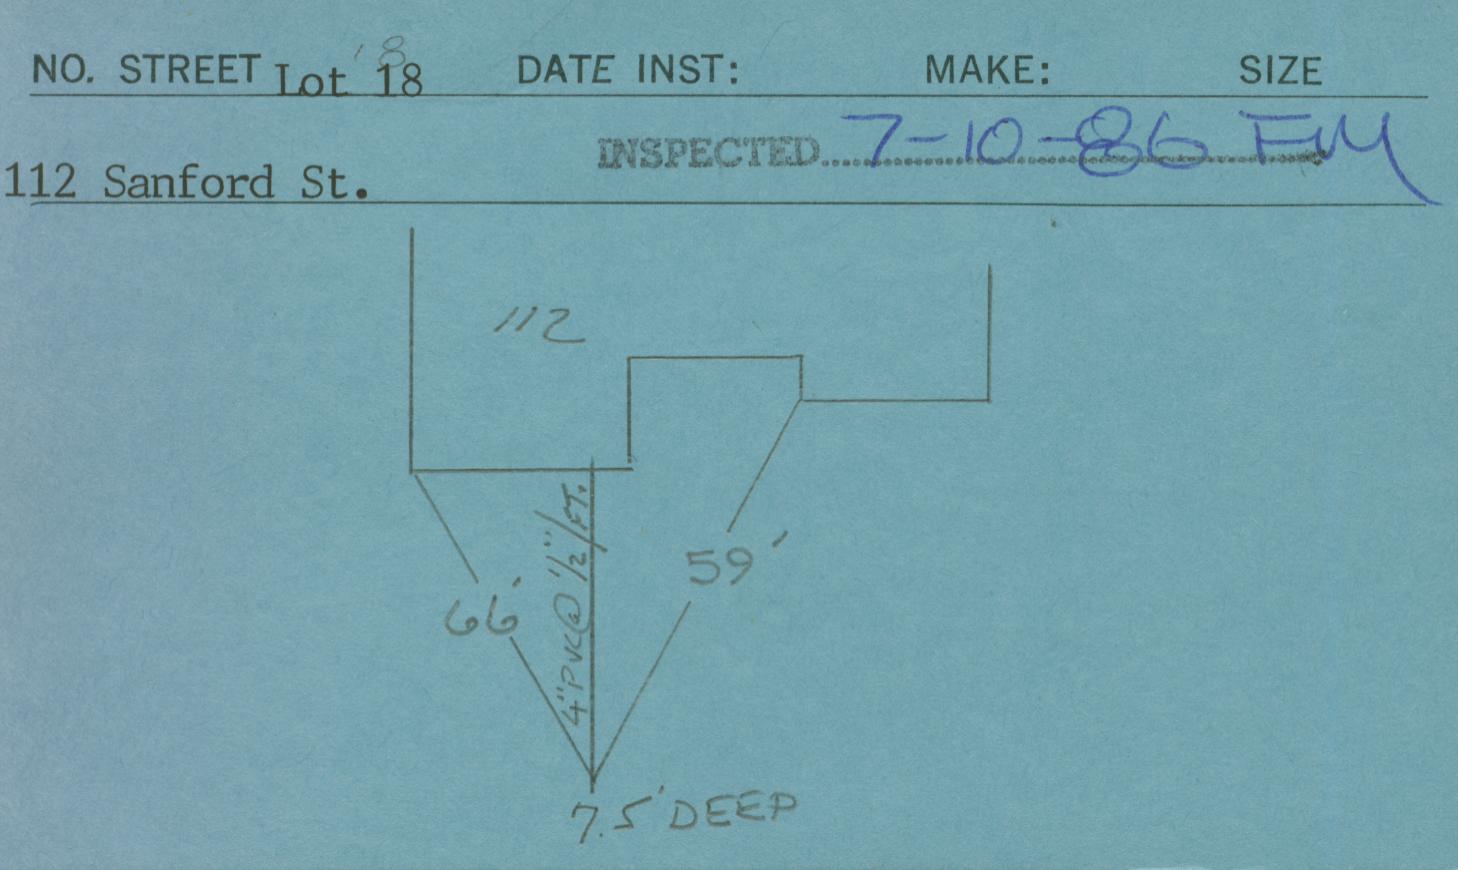 NO. STREET Lot 18 DATE INST: MAKE: SIZE
18
INSPECTED 7-10-86 FM
112 Sanford St.
112
4" PVC @ 1/2"/FT.
59'
66'
7.5' DEEP